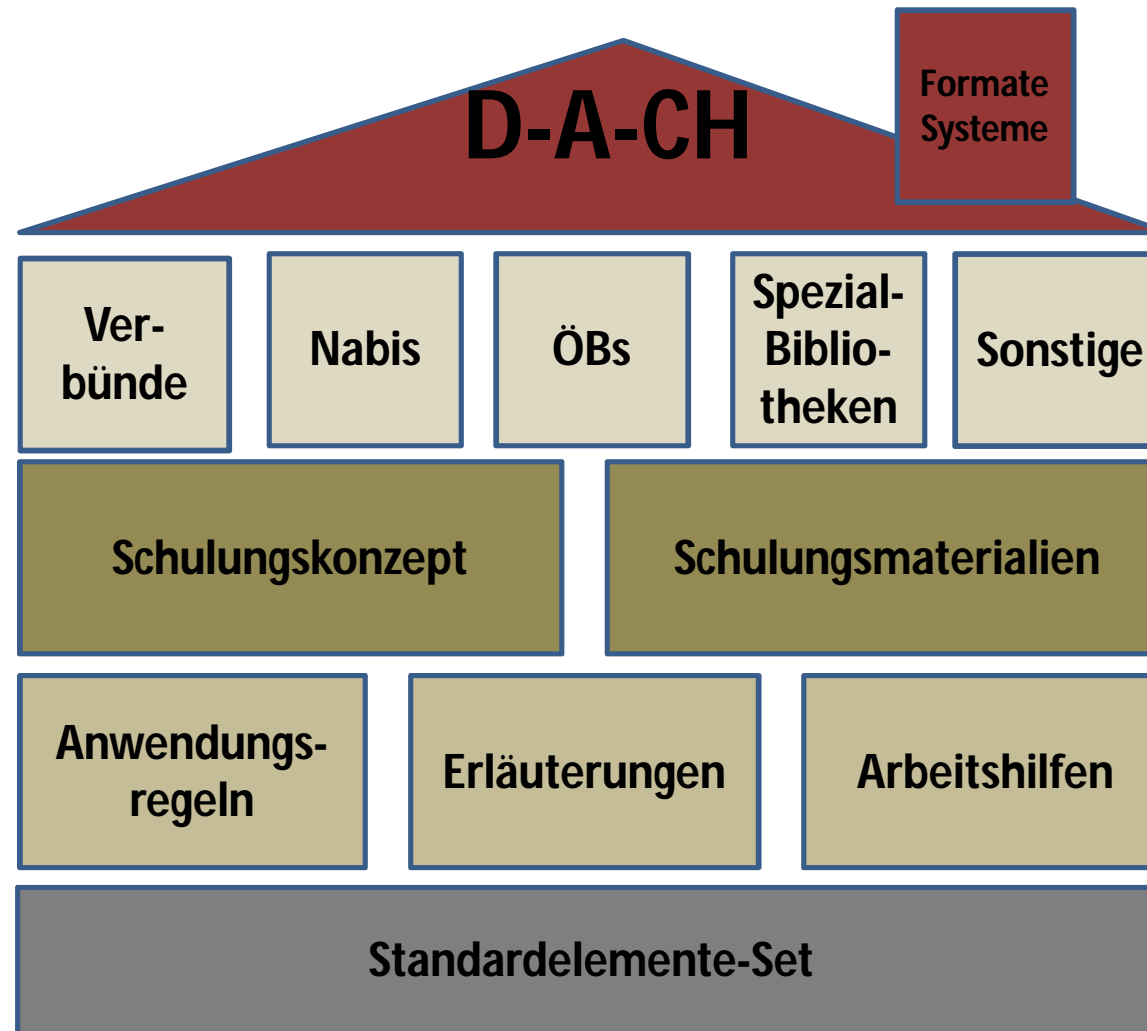 D-A-CH
Formate
Systeme
Ver-
bünde
Nabis
ÖBs
Spezial-
Biblio-
theken
Sonstige
Schulungskonzept
Schulungsmaterialien
Anwendungs-
regeln
Erläuterungen
Arbeitshilfen
Standardelemente-Set